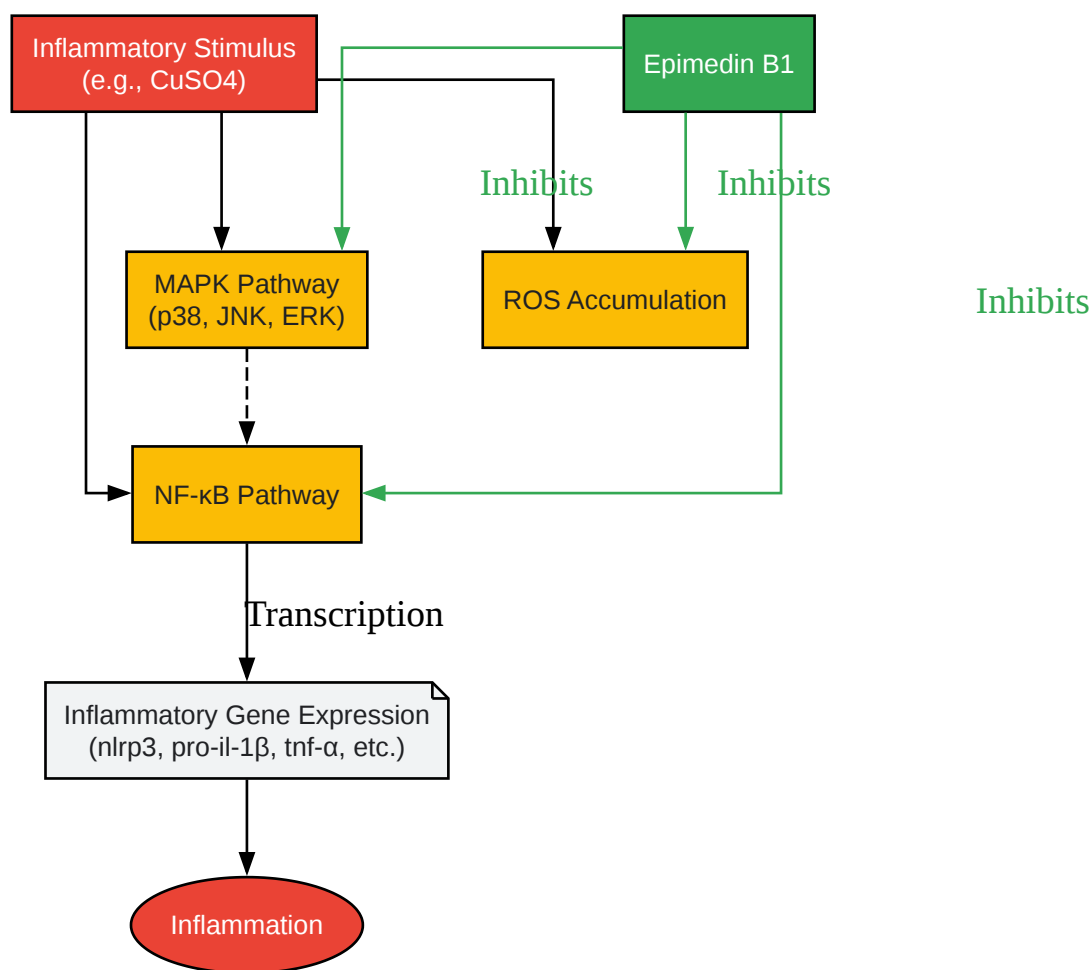 Inflammatory Stimulus
(e.g., CuSO4)
Epimedin B1
Inhibits
Inhibits
MAPK Pathway
(p38, JNK, ERK)
ROS Accumulation
Inhibits
NF-κB Pathway
Transcription
Inflammatory Gene Expression
(nlrp3, pro-il-1β, tnf-α, etc.)
Inflammation